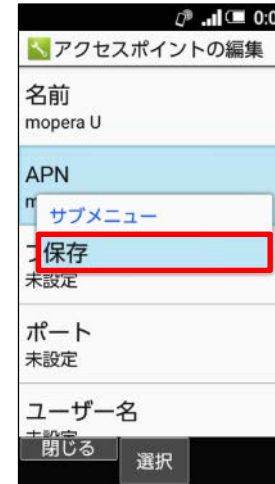 0:0
アクセスポイントの編集
名前
mopera U
APN
m
サブメニュー
保存
未設定
ポート
未設定
ユーザー名
閉じる
選択